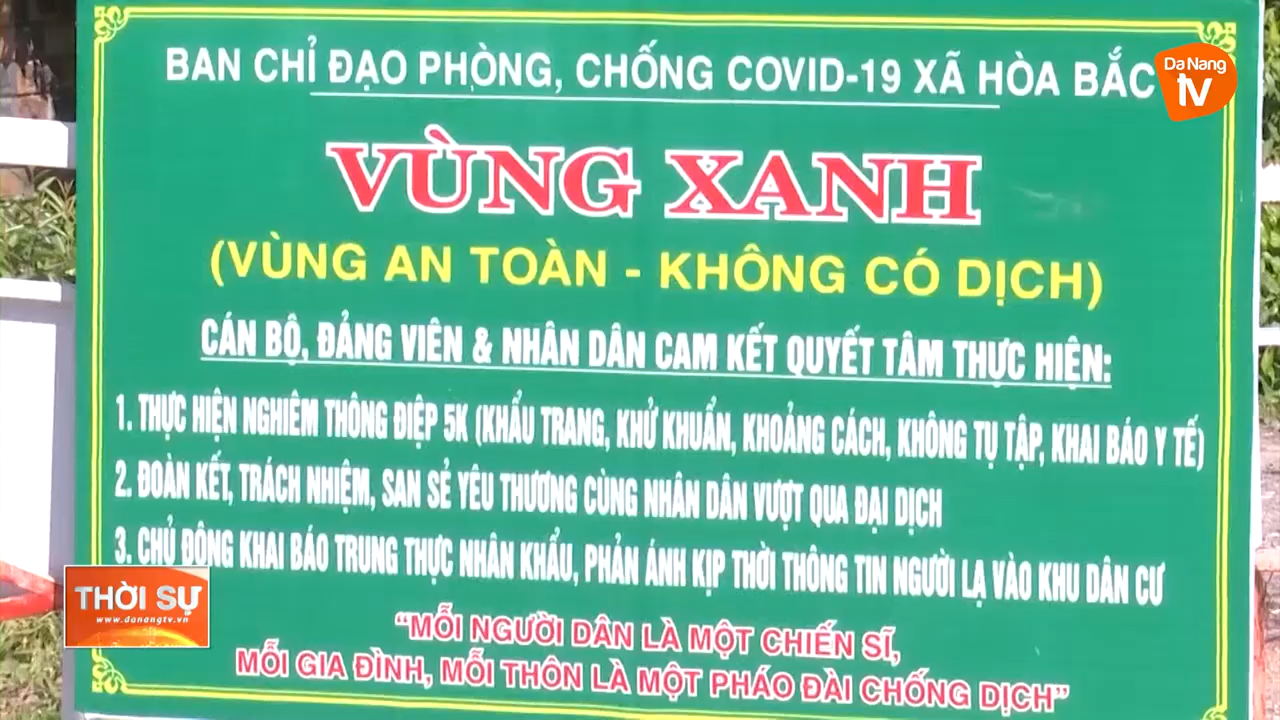 BAN CHỈ ĐẠO PHÒNG, CHỐNG COVID-19 XÃ HÒA BẮC
Da Nang
tv
VÙNG XANH
(VÙNG AN TOÀN - KHÔNG CÓ DỊCH)
CÁN BỘ, ĐẢNG VIÊN & NHÂN DÂN CAM KẾT QUYẾT TÂM THỰC HIỆN:
1. THỰC HIỆN NGHIÊM THÔNG ĐIỆP 5K (KHẨU TRANG, KHỬ KHUẨN, KHOẢNG CÁCH, KHÔNG TỤ TẬP, KHAI BÁO Y TẾ)
2. ĐOÀN KẾT, TRÁCH NHIỆM, SAN SẺ YÊU THƯƠNG CÙNG NHÂN DÂN VƯỢT QUA ĐẠI DỊCH
3. CHỦ ĐỘNG KHAI BÁO TRUNG THỰC NHÂN KHẨU, PHẢN ÁNH KỊP THỜI THÔNG TIN NGƯỜI LẠ VÀO KHU DÂN CƯ
THỜI SỰ
www.danangtv.vn
“MỖI NGƯỜI DÂN LÀ MỘT CHIẾN SĨ,
MỖI GIA ĐÌNH, MỖI THÔN LÀ MỘT PHÁO ĐÀI CHỐNG DỊCH”